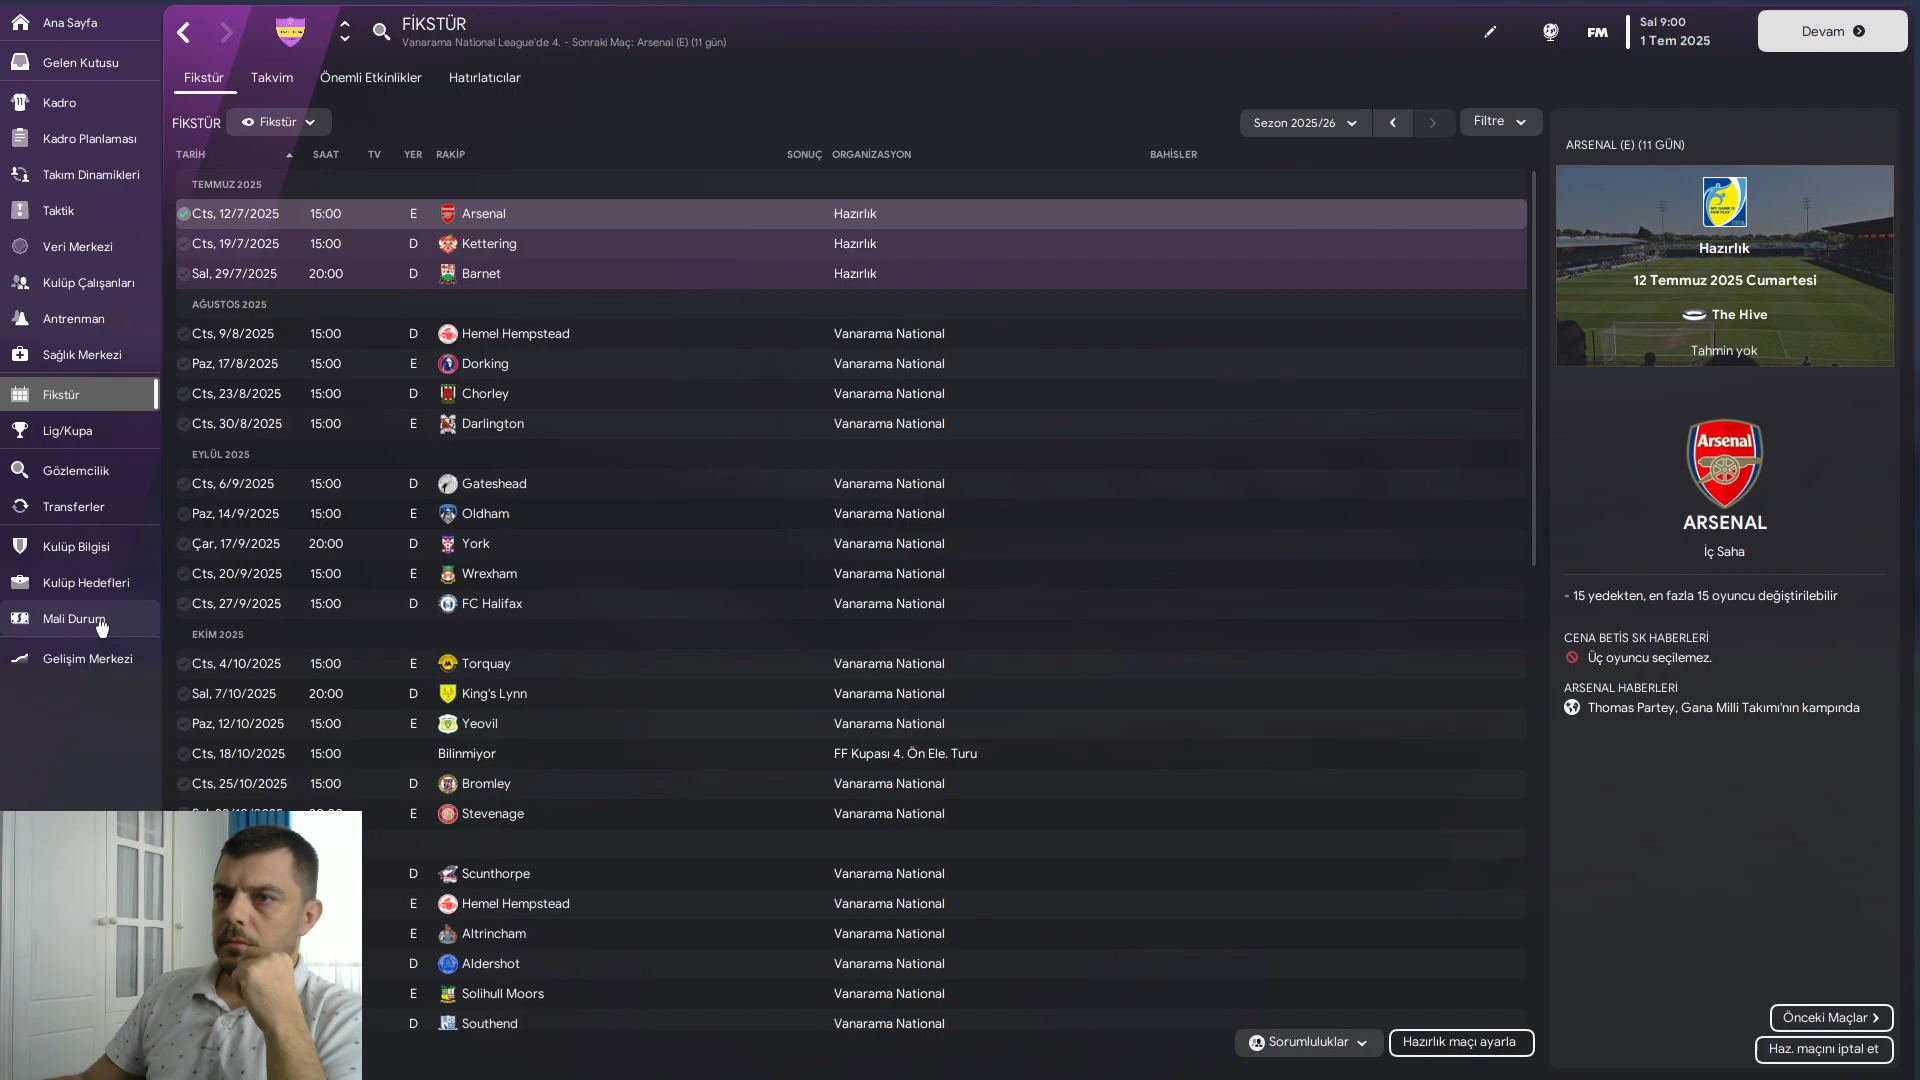 Ana Sayfa
Gelen Kutusu
Kadro
Kadro Planlaması
Takım Dinamikleri
Taktik
Veri Merkezi
Kulüp Çalışanları
Antrenman
Sağlık Merkezi
Fikstür
Lig/Kupa
Gözlemcilik
Transferler
Kulüp Bilgisi
Kulüp Hedefleri
Mali Durum
Gelişim Merkezi
FİKSTÜR
Vanarama National League'de 4. - Sonraki Maç: Arsenal (E) (11 gün)
FM
Sal 9:00
1 Tem 2025
Devam
Fikstür Takvim Önemli Etkinlikler Hatırlatıcılar
FİKSTÜR Fikstür Sezon 2025/26 Filtre
TARİH SAAT TV YER RAKİP SONUÇ ORGANİZASYON BAHİSLER
TEMMUZ 2025
Cts, 12/7/2025 15:00 E Arsenal Hazırlık
Cts, 19/7/2025 15:00 D Kettering Hazırlık
Sal, 29/7/2025 20:00 D Barnet Hazırlık
AĞUSTOS 2025
Cts, 9/8/2025 15:00 D Hemel Hempstead Vanarama National
Paz, 17/8/2025 15:00 E Dorking Vanarama National
Cts, 23/8/2025 15:00 D Chorley Vanarama National
Cts, 30/8/2025 15:00 E Darlington Vanarama National
EYLÜL 2025
Cts, 6/9/2025 15:00 D Gateshead Vanarama National
Paz, 14/9/2025 15:00 E Oldham Vanarama National
Çar, 17/9/2025 20:00 D York Vanarama National
Cts, 20/9/2025 15:00 E Wrexham Vanarama National
Cts, 27/9/2025 15:00 D FC Halifax Vanarama National
EKİM 2025
Cts, 4/10/2025 15:00 E Torquay Vanarama National
Sal, 7/10/2025 20:00 D King's Lynn Vanarama National
Paz, 12/10/2025 15:00 E Yeovil Vanarama National
Cts, 18/10/2025 15:00 Bilinmiyor FF Kupası 4. Ön Ele. Turu
Cts, 25/10/2025 15:00 D Bromley Vanarama National
E Stevenage Vanarama National
D Scunthorpe Vanarama National
E Hemel Hempstead Vanarama National
E Altrincham Vanarama National
D Aldershot Vanarama National
E Solihull Moors Vanarama National
D Southend Vanarama National
Sorumluluklar Hazırlık maçı ayarla
ARSENAL (E) (11 GÜN)
Hazırlık
12 Temmuz 2025 Cumartesi
The Hive
Tahmin yok
Arsenal
ARSENAL
İç Saha
- 15 yedekten, en fazla 15 oyuncu değiştirilebilir
CENA BETİS SK HABERLERİ
Üç oyuncu seçilemez.
ARSENAL HABERLERİ
Thomas Partey, Gana Milli Takımı'nın kampında
Önceki Maçlar
Haz. maçını iptal et